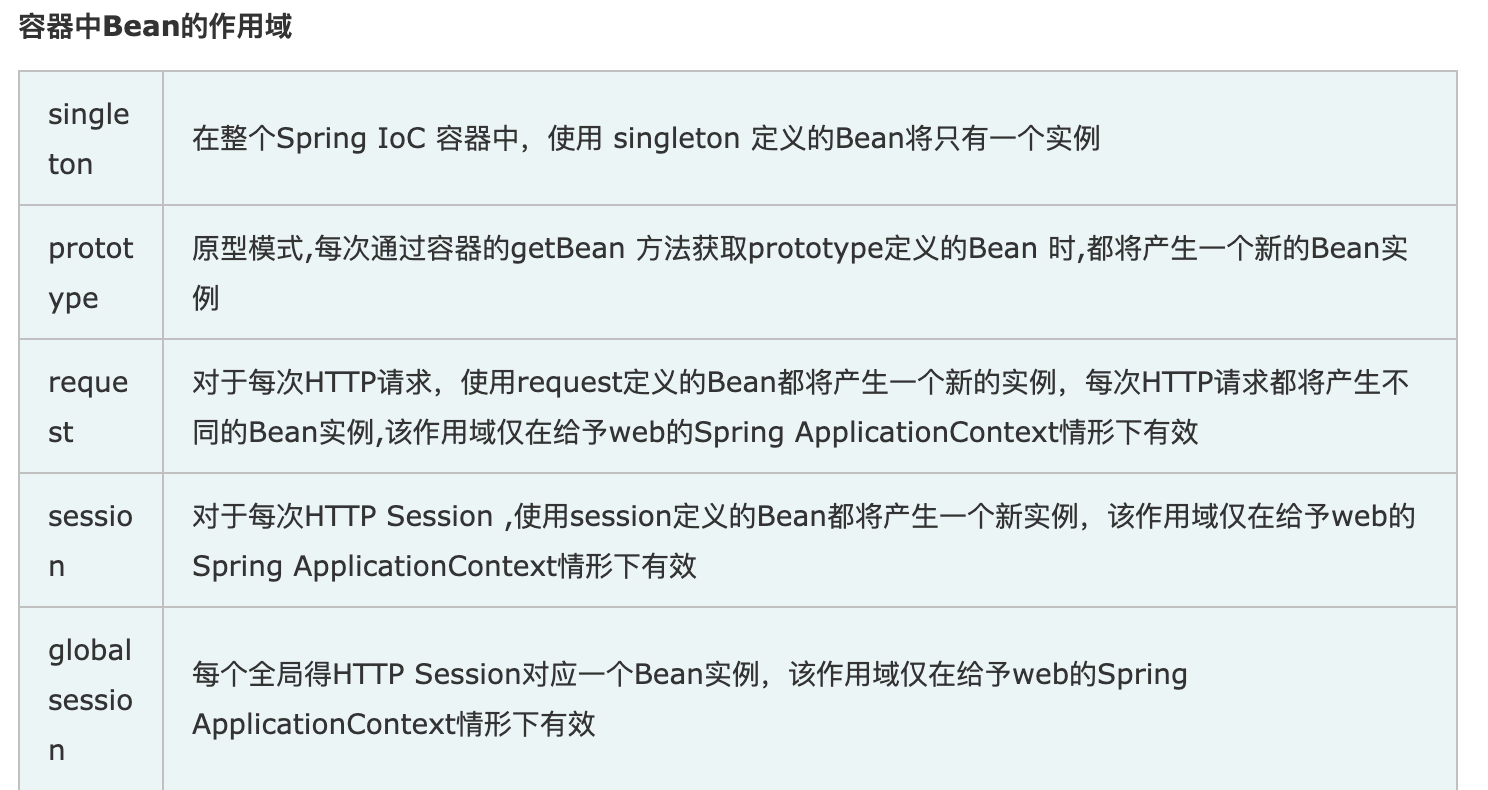 容器中Bean的作用域
single
ton
在整个Spring IoC 容器中，使用 singleton 定义的Bean将只有一个实例
protot
ype
原型模式,每次通过容器的getBean 方法获取prototype定义的Bean 时,都将产生一个新的Bean实
例
reque
st
对于每次HTTP请求，使用request定义的Bean都将产生一个新的实例，每次HTTP请求都将产生不
同的Bean实例,该作用域仅在给予web的Spring ApplicationContext情形下有效
sessio
n
对于每次HTTP Session ,使用session定义的Bean都将产生一个新实例，该作用域仅在给予web的
Spring ApplicationContext情形下有效
global
sessio
n
每个全局得HTTP Session对应一个Bean实例，该作用域仅在给予web的Spring
ApplicationContext情形下有效